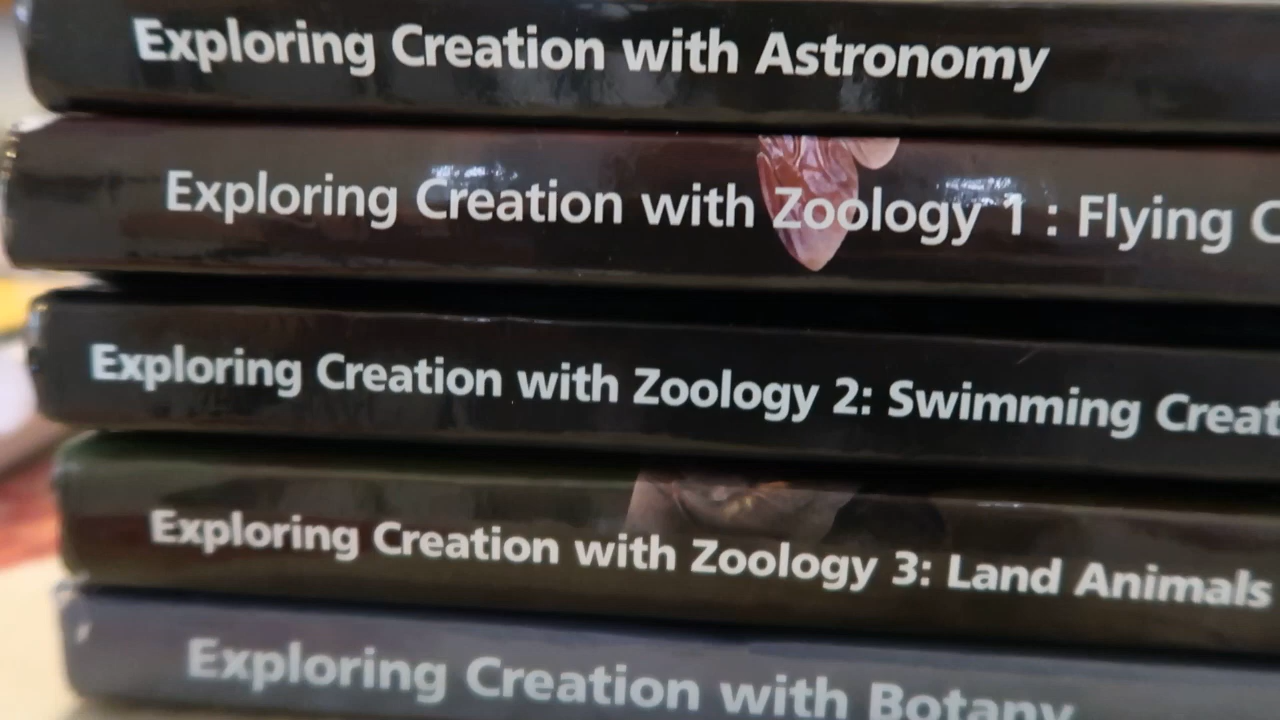 Exploring Creation with Astronomy
Exploring Creation with Zoology 1 : Flying C
Exploring Creation with Zoology 2: Swimming Creat
Exploring Creation with Zoology 3: Land Animals
Exploring Creation with Botany